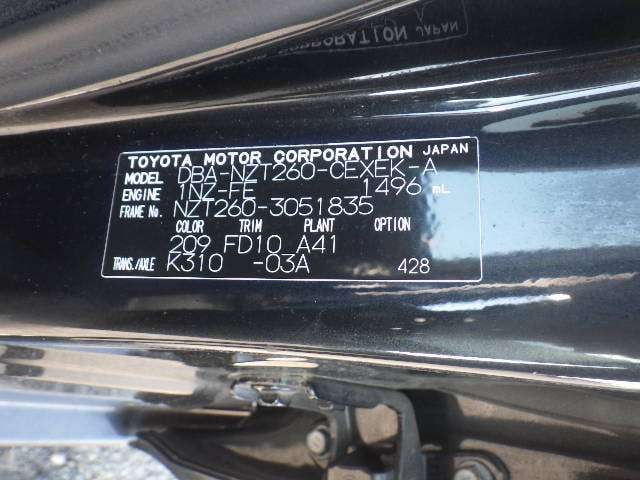 TOYOTA MOTOR CORPORATION JAPAN
MODEL DBA-NZT260-CEXEK-A
ENGINE 1NZ-FE 1496 mL
FRAME No. NZT260-3051835
COLOR TRIM PLANT OPTION
209 FD10 A41
TRANS./AXLE K310 -03A 428